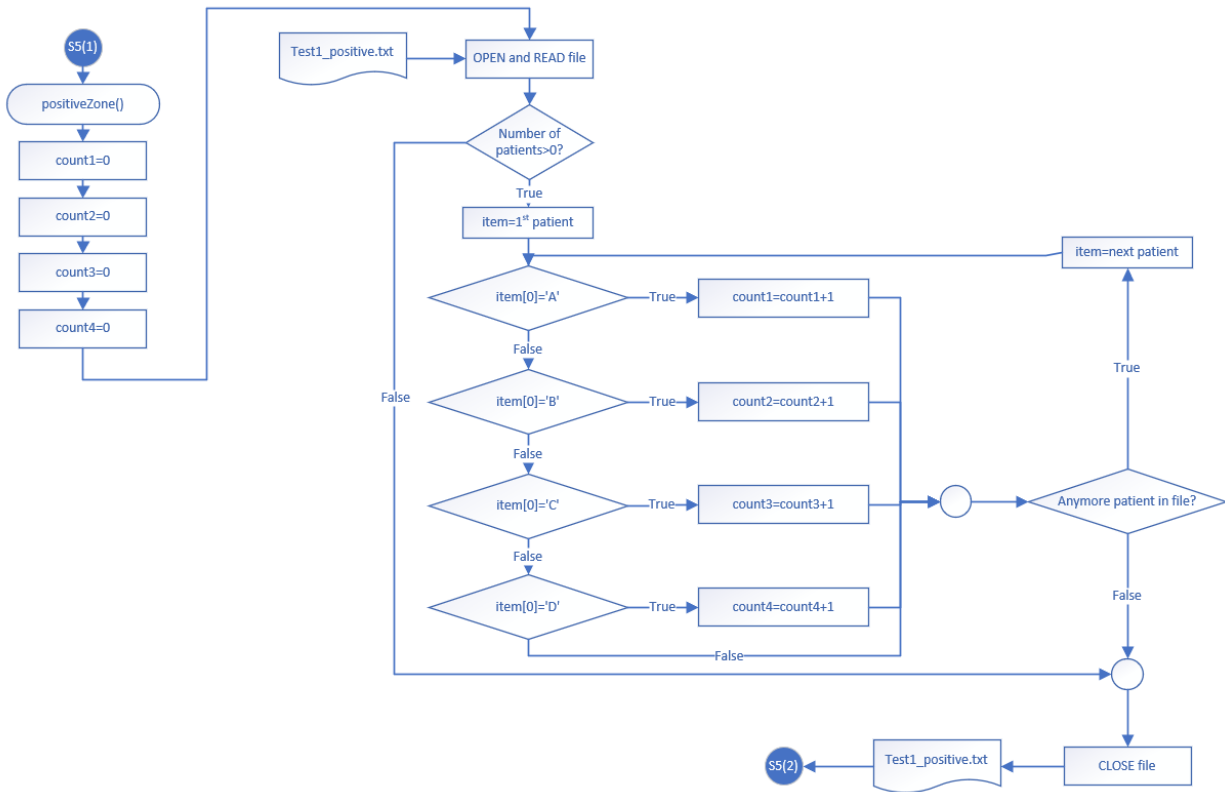 S5(1)
positiveZone()
count1=0
count2=0
count3=0
count4=0
Test1_positive.txt
OPEN and READ file
Number of
patients>0?
True
False
item=1st patient
item=next patient
item[0]='A'
True
count1=count1+1
False
True
item[0]='B'
True
count2=count2+1
False
item[0]='C'
True
count3=count3+1
Anymore patient in file?
False
item[0]='D'
True
count4=count4+1
False
False
CLOSE file
Test1_positive.txt
S5(2)